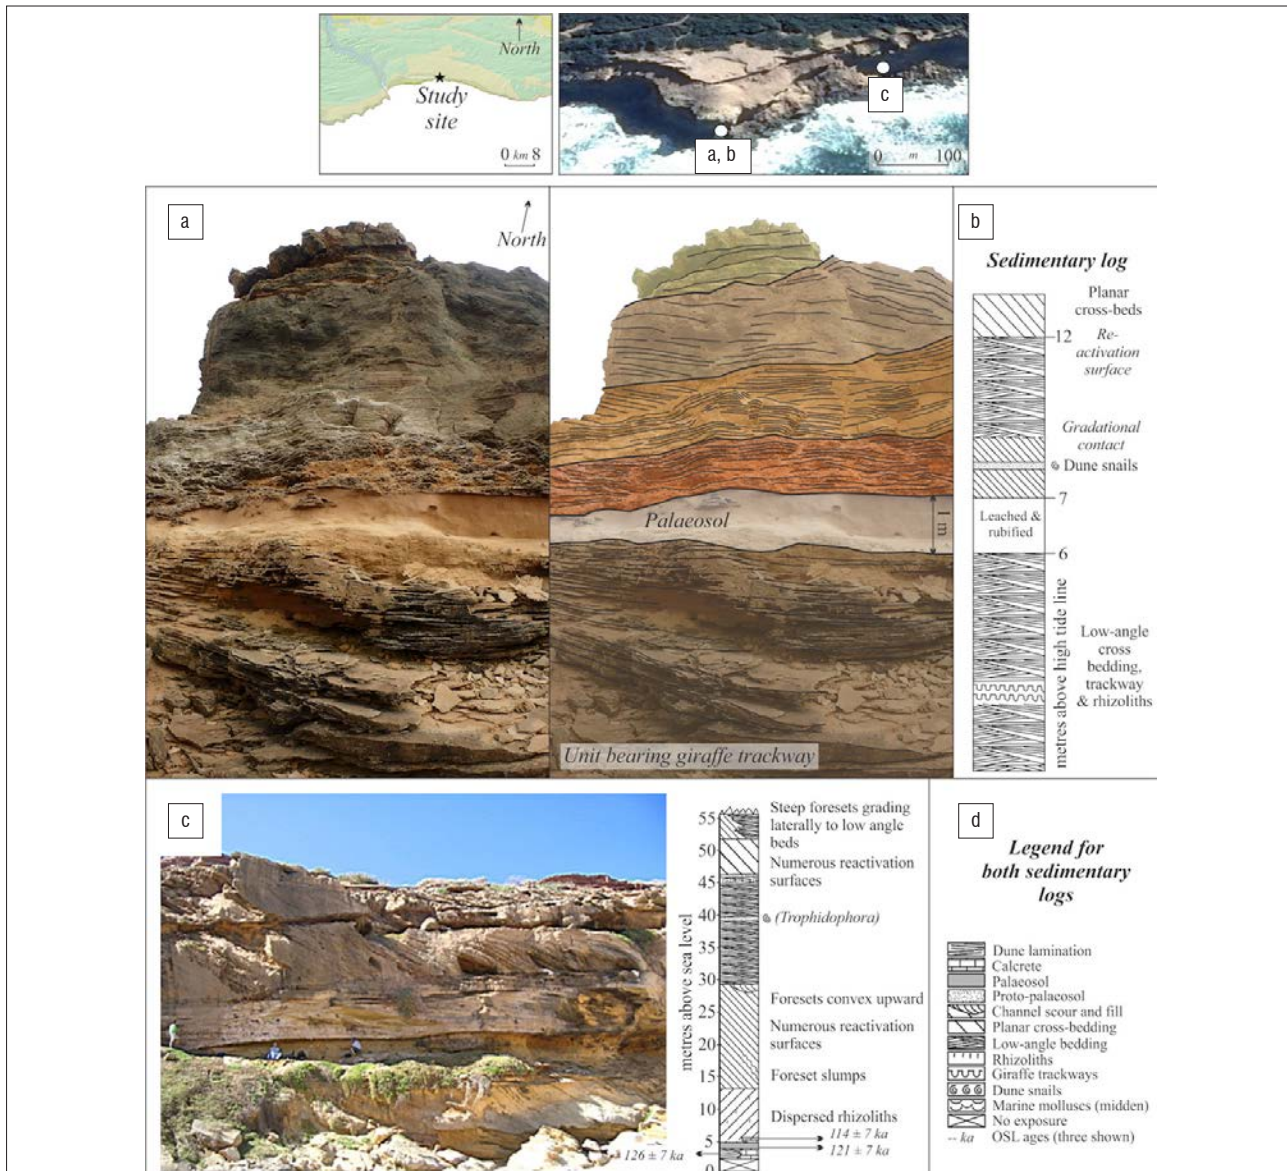 North
Study
site
0 km 8
c
a, b
0 m 100
a
North
Palaeosol
1 m
Unit bearing giraffe trackway
b
Sedimentary log
Planar
cross-beds
12
Re-
activation
surface
Gradational
contact
Dune snails
7
Leached &
rubified
6
metres above high tide line
Low-angle
cross
bedding,
trackway
& rhizoliths
c
metres above sea level
55
50
45
40
35
30
25
20
15
10
5
0
Steep foresets grading
laterally to low angle
beds
Numerous reactivation
surfaces
(Trophidophora)
Foresets convex upward
Numerous reactivation
surfaces
Foreset slumps
Dispersed rhizoliths
114 ± 7 ka
121 ± 7 ka
126 ± 7 ka
d
Legend for
both sedimentary
logs
Dune lamination
Calcrete
Palaeosol
Proto-palaeosol
Channel scour and fill
Planar cross-bedding
Low-angle bedding
Rhizoliths
Giraffe trackways
Dune snails
Marine molluses (midden)
No exposure
-- ka OSL ages (three shown)